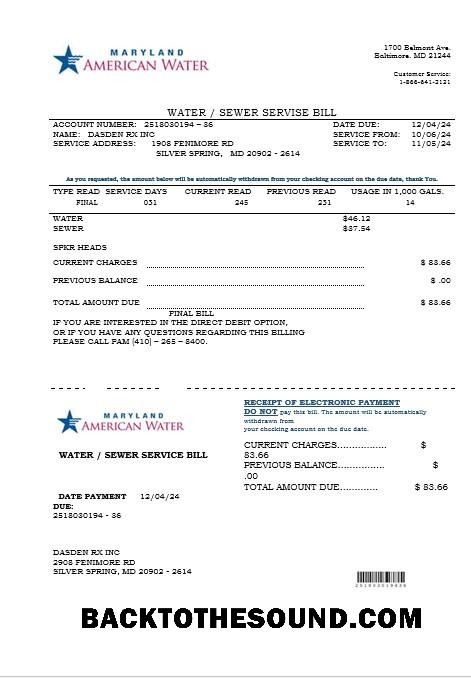 MARYLAND
AMERICAN WATER
1700 Belmont Ave.
Baltimore. MD 21244
Customer Service:
1-866-641-2131
WATER / SEWER SERVISE BILL
ACCOUNT NUMBER: 2518030194 – 36 DATE DUE: 12/04/24
NAME: DASDEN RX INC SERVICE FROM: 10/06/24
SERVICE ADDRESS: 1908 FENIMORE RD SERVICE TO: 11/05/24
SILVER SPRING, MD 20902 - 2614
As you requested, the amount below will be automatically withdrawn from your checking account on the due date, thank You.
TYPE READ SERVICE DAYS CURRENT READ PREVIOUS READ USAGE IN 1,000 GALS.
FINAL 031 245 231 14
WATER $46.12
SEWER $37.54
SPKR HEADS
CURRENT CHARGES $ 83.66
PREVIOUS BALANCE $ .00
TOTAL AMOUNT DUE $ 83.66
FINAL BILL
IF YOU ARE INTERESTED IN THE DIRECT DEBIT OPTION,
OR IF YOU HAVE ANY QUESTIONS REGARDING THIS BILLING
PLEASE CALL PAM (410) – 265 – 8400.
MARYLAND
AMERICAN WATER
WATER / SEWER SERVICE BILL
DATE PAYMENT 12/04/24
DUE:
2518030194 - 36
RECEIPT OF ELECTRONIC PAYMENT
DO NOT pay this bill. The amount will be automatically
withdrawn from
your checking account on the due date.
CURRENT CHARGES................. $
83.66
PREVIOUS BALANCE................ $
.00
TOTAL AMOUNT DUE............. $ 83.66
DASDEN RX INC
2908 FENIMORE RD
SILVER SPRING, MD 20902 - 2614
BACKTOTHESOUND.COM